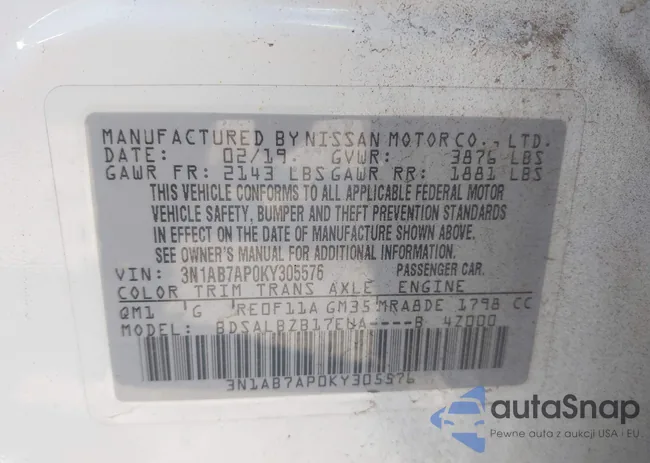 MANUFACTURED BY NISSAN MOTOR CO., LTD.
DATE: 02/19. GVWR: 3876 LBS
GAWR FR: 2143 LBS GAWR RR: 1881 LBS
THIS VEHICLE CONFORMS TO ALL APPLICABLE FEDERAL MOTOR
VEHICLE SAFETY, BUMPER AND THEFT PREVENTION STANDARDS
IN EFFECT ON THE DATE OF MANUFACTURE SHOWN ABOVE.
SEE OWNER'S MANUAL FOR ADDITIONAL INFORMATION.
VIN: 3N1AB7AP0KY305576 PASSENGER CAR.
COLOR TRIM TRANS AXLE ENGINE
QM1 G RE0F11A GM35 MRA8DE 1798 CC
MODEL: BDSALBZB17EUA----B 4Z000
3N1AB7AP0KY305576
autaSnap
Pewne auta z aukcji USA • EU